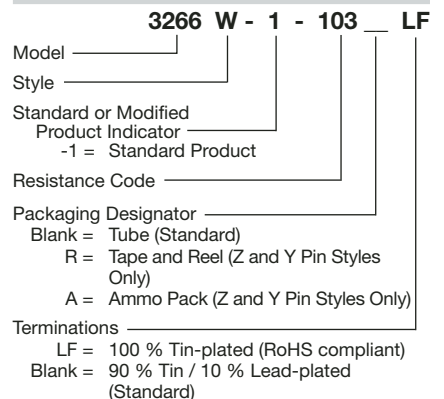 3266 W - 1 - 103 __ LF
Model
Style
Standard or Modified
Product Indicator
-1 = Standard Product
Resistance Code
Packaging Designator
Blank = Tube (Standard)
R = Tape and Reel (Z and Y Pin Styles
Only)
A = Ammo Pack (Z and Y Pin Styles Only)
Terminations
LF = 100 % Tin-plated (RoHS compliant)
Blank = 90 % Tin / 10 % Lead-plated
(Standard)